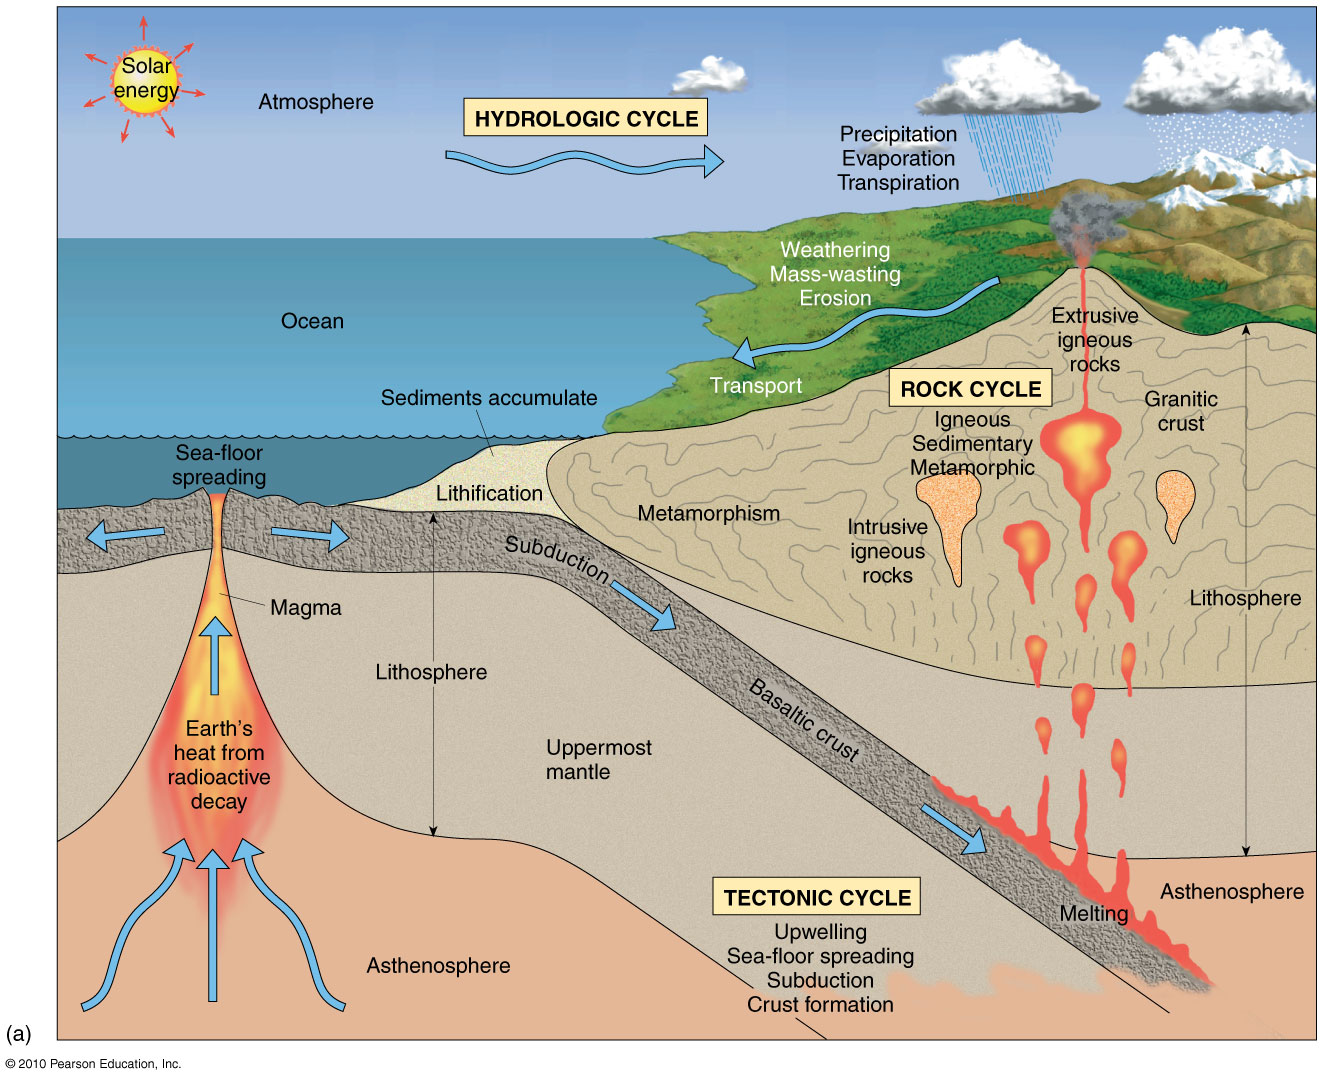 Solar
energy
Atmosphere
HYDROLOGIC CYCLE
Precipitation
Evaporation
Transpiration
Weathering
Mass-wasting
Erosion
Ocean
Extrusive
igneous
rocks
Transport
ROCK CYCLE
Igneous
Sedimentary
Metamorphic
Granitic
crust
Sediments accumulate
Sea-floor
spreading
Lithification
Metamorphism
Intrusive
igneous
rocks
Subduction
Magma
Lithosphere
Lithosphere
Basaltic crust
Earth's
heat from
radioactive
decay
Uppermost
mantle
TECTONIC CYCLE
Upwelling
Sea-floor spreading
Subduction
Crust formation
Melting
Asthenosphere
Asthenosphere
(a)
© 2010 Pearson Education, Inc.